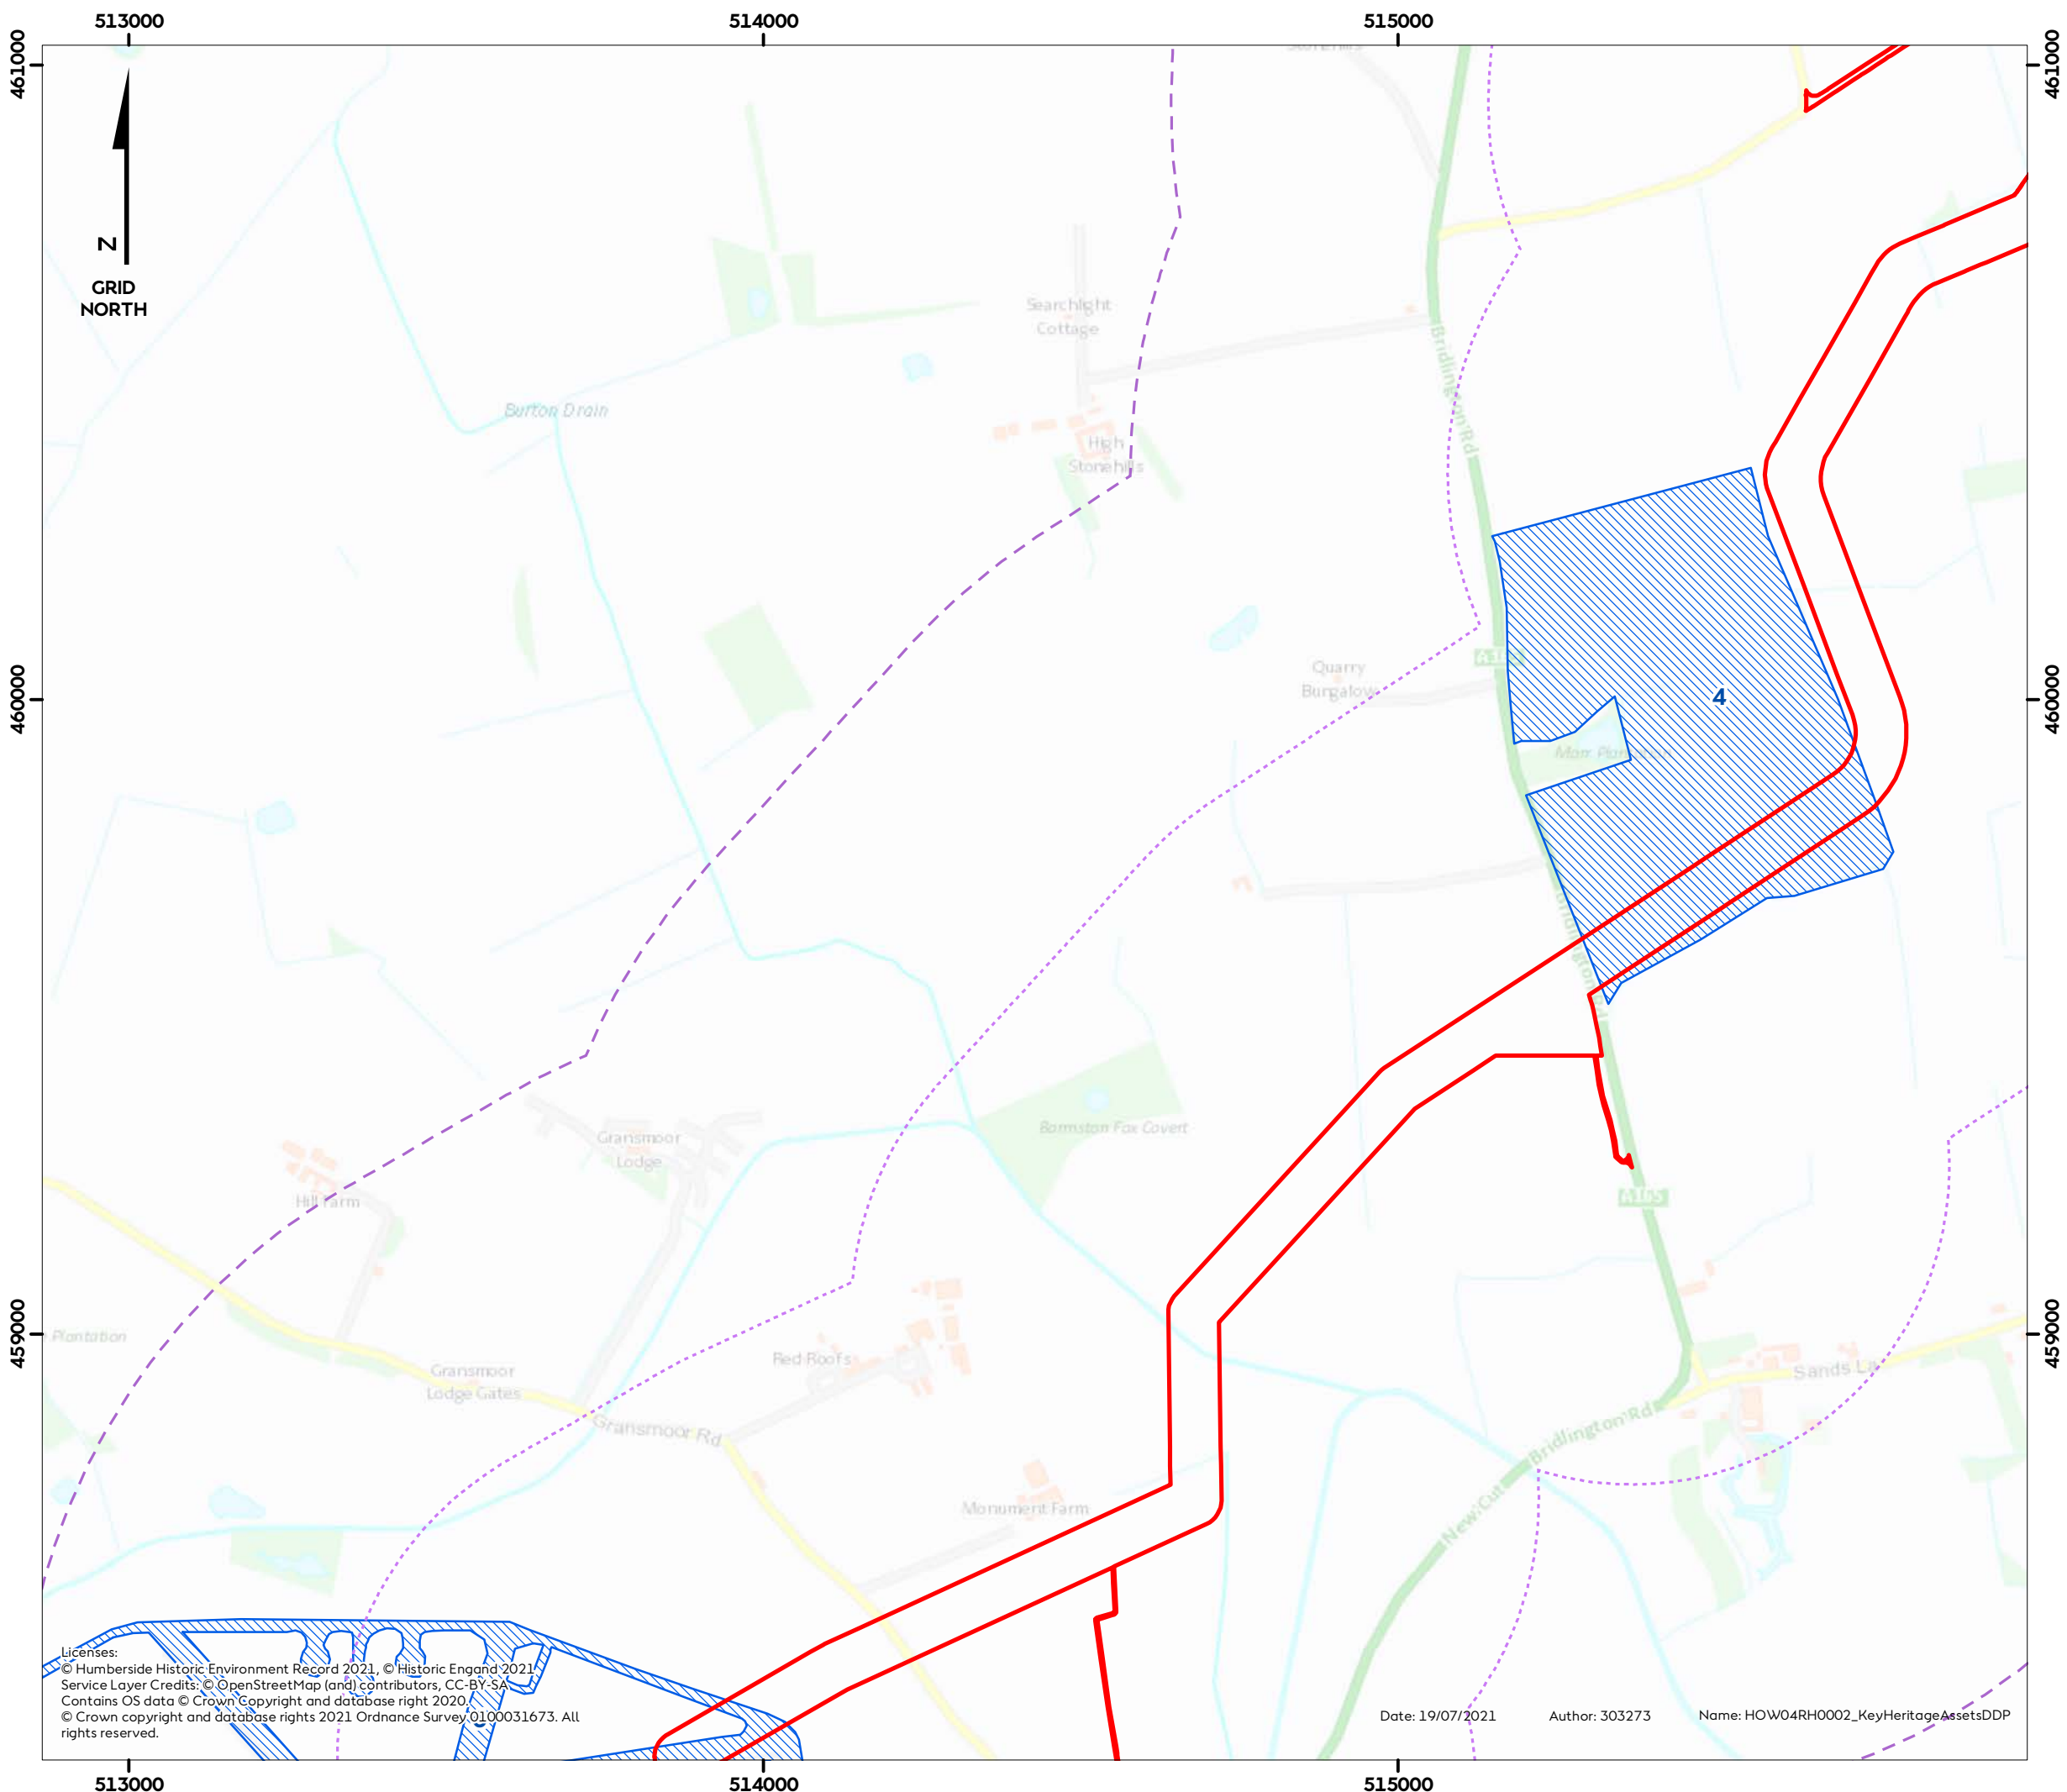 513000
514000
515000
461000
461000
N
GRID
NORTH
Searchlight
Cottage
Bridlington Rd
Burton Drain
High
Stonehills
Quarry
Bungalow
460000
460000
4
Barmston Fox Covert
Gransmoor
Lodge
Hill Farm
A165
459000
459000
Plantation
Red Roofs
Gransmoor
Lodge Gates
Sands La
Gransmoor Rd
Bridlington Rd
New Cut
Monument Farm
Licenses:
© Humberside Historic Environment Record 2021, © Historic Engand 2021
Service Layer Credits: © OpenStreetMap (and) contributors, CC-BY-SA
Contains OS data © Crown Copyright and database right 2020.
© Crown copyright and database rights 2021 Ordnance Survey 0100031673. All
rights reserved.
Date: 19/07/2021
Author: 303273
Name: HOW04RH0002_KeyHeritageAssetsDDP
513000
514000
515000